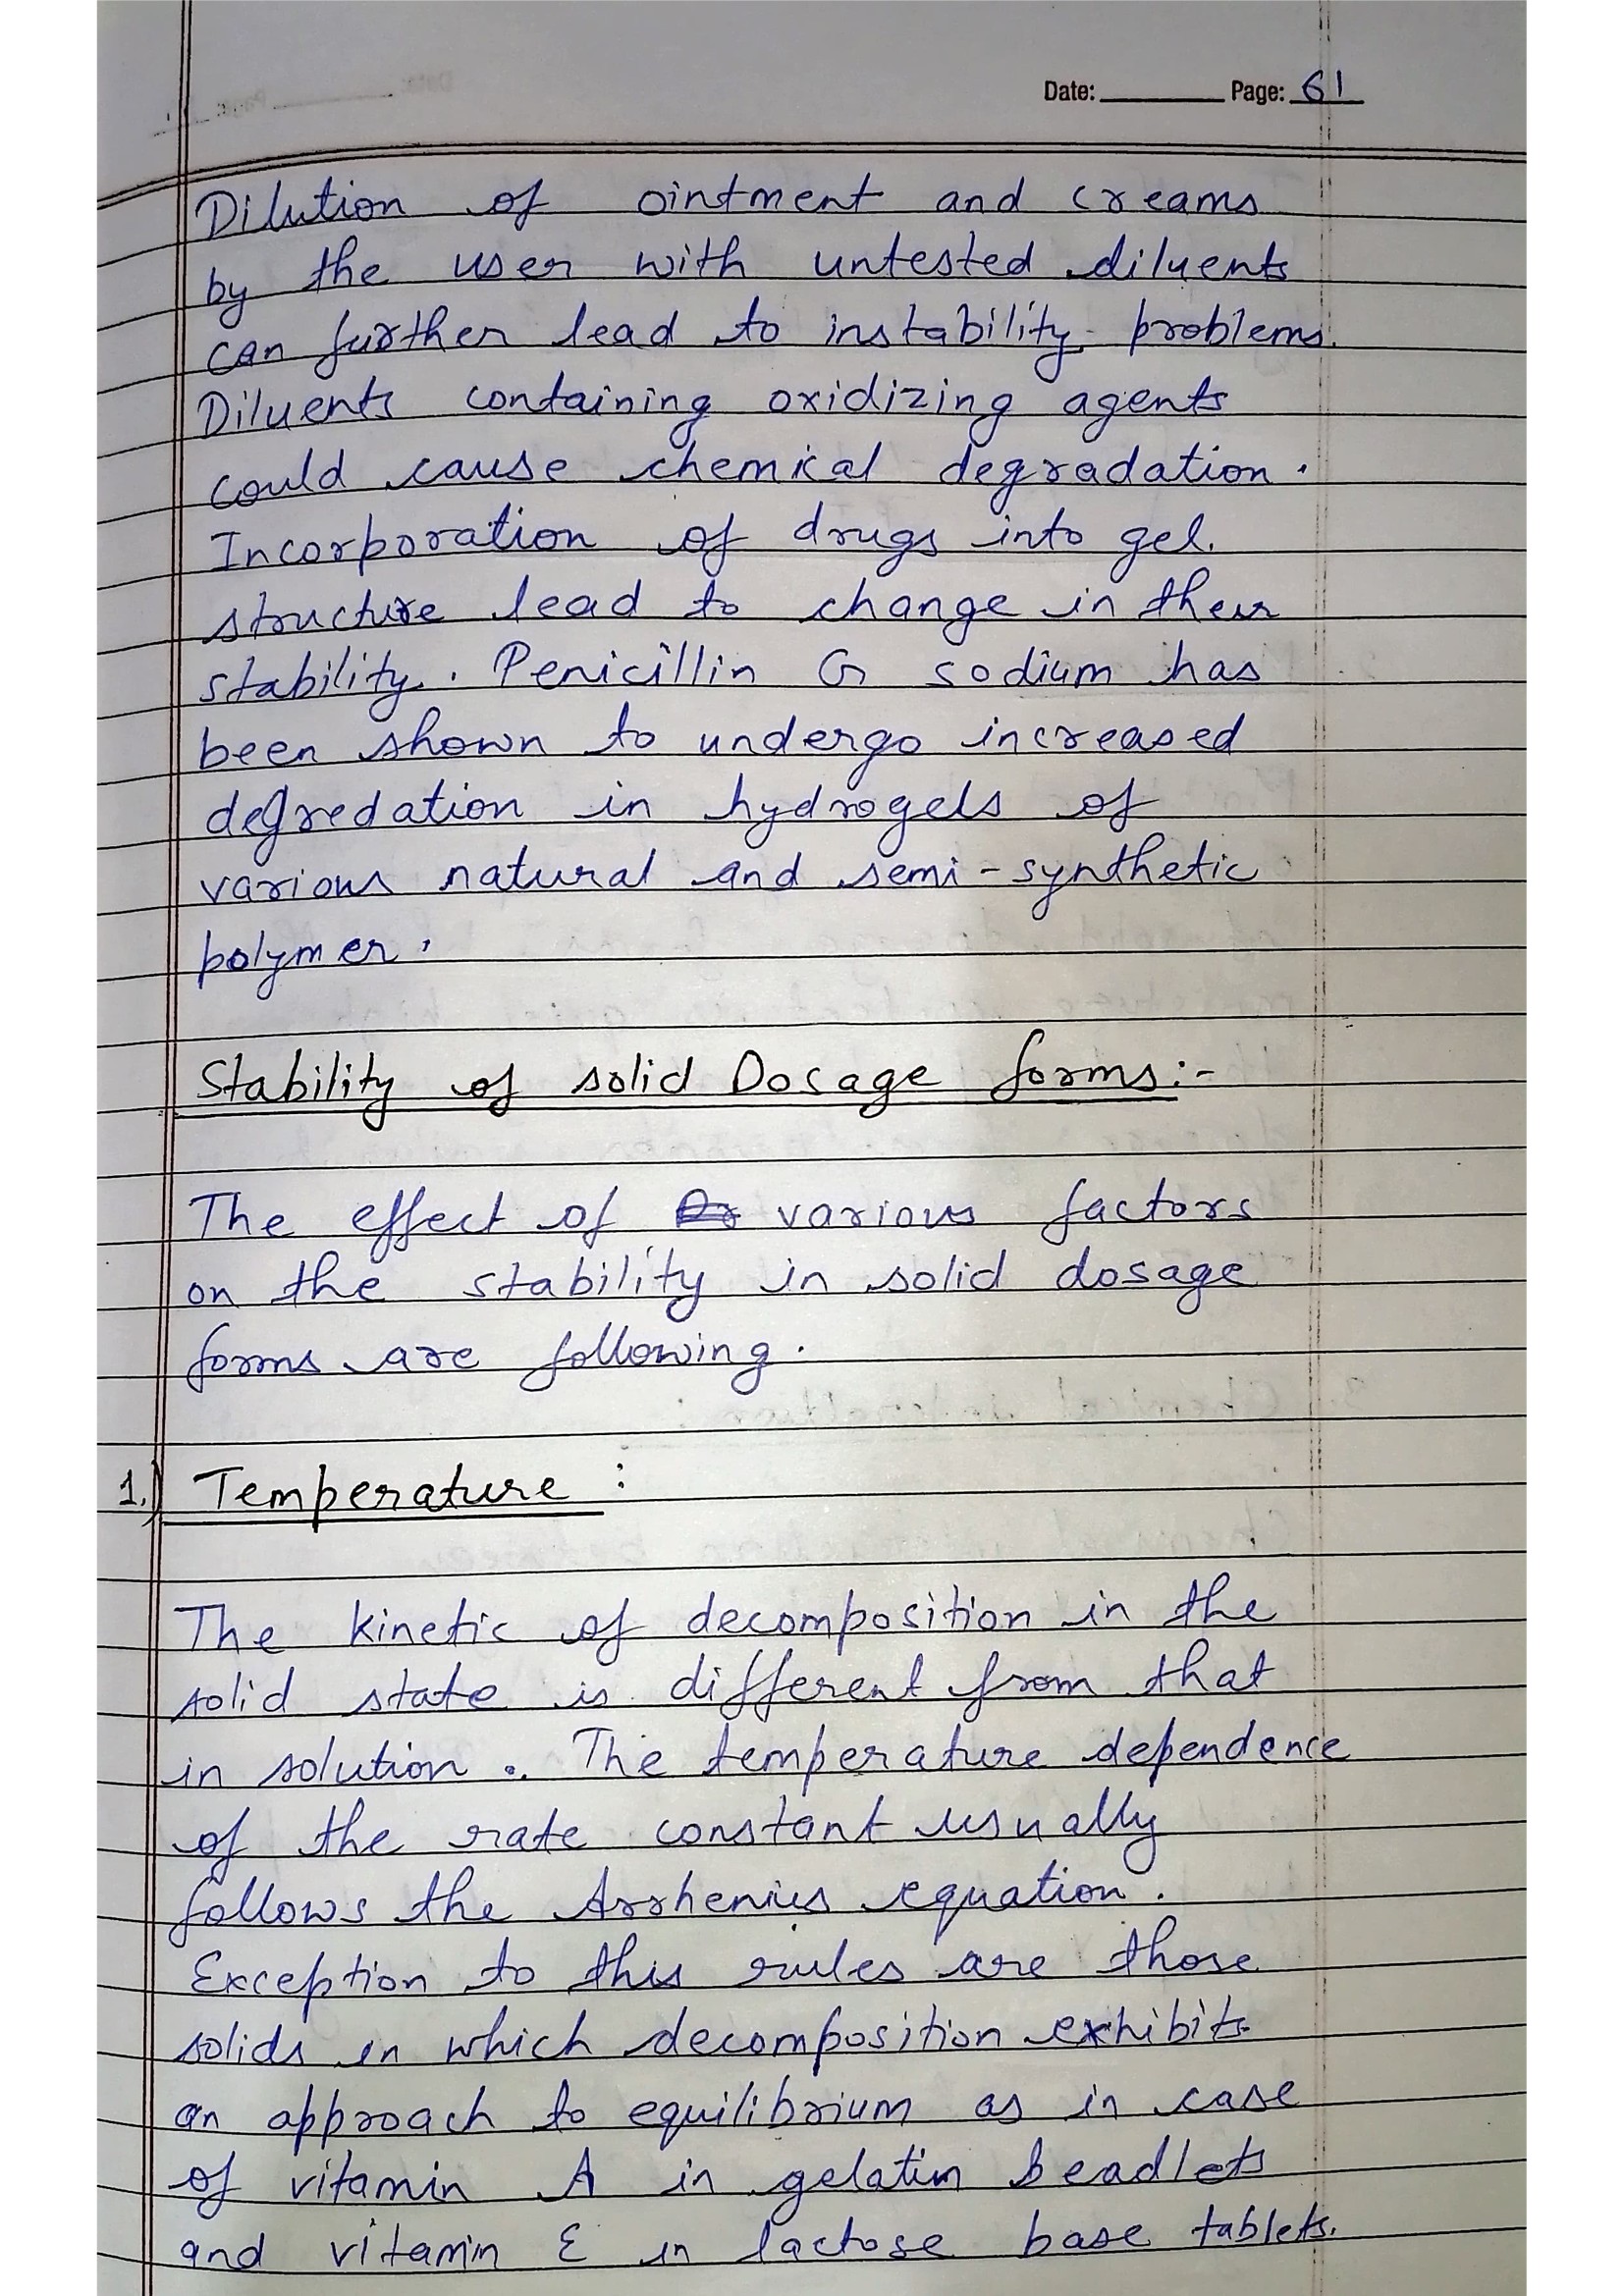 Date: Page: 61
Dilution of ointment and creams
by the user with untested diluents
can further lead to instability problems.
Diluents containing oxidizing agents
could cause chemical degradation.
Incorporation of drugs into gel.
structure lead to change in their
stability. Penicillin G sodium has
been shown to undergo increased
degredation in hydrogels of
various natural and semi-synthetic
polymer.
Stability of solid Dosage forms:-
The effect of various factors
on the stability in solid dosage
forms are following.
1.) Temperature :
The kinetic of decomposition in the
solid state is different from that
in solution. The temperature dependence
of the rate constant usually
follows the Arrhenius equation.
Exception to this rules are those
solids in which decomposition exhibits
an approach to equilibrium as in case
of vitamin A in gelatin beadlets
and vitamin E in lactose base tablets.